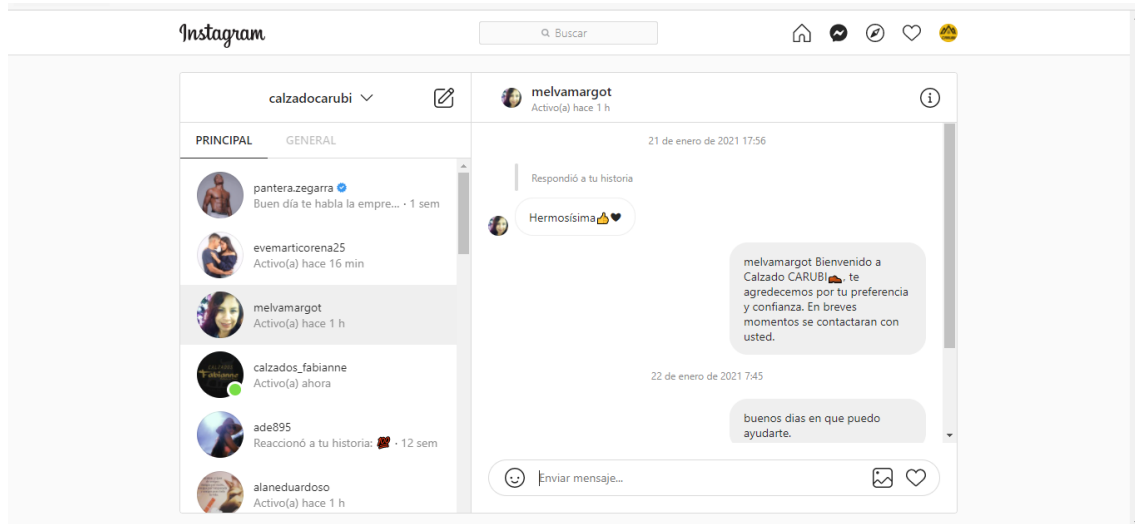 Instagram
Buscar
calzadocarubi
PRINCIPAL GENERAL
pantera.zegarra
Buen día te habla la empre... · 1 sem
evemarticorena25
Activo(a) hace 16 min
melvamargot
Activo(a) hace 1 h
calzados_fabianne
Activo(a) ahora
ade895
Reaccionó a tu historia: 💯 · 12 sem
alaneduardoso
Activo(a) hace 1 h
melvamargot
Activo(a) hace 1 h
21 de enero de 2021 17:56
Respondió a tu historia
Hermosísima👍🖤
melvamargot Bienvenido a
Calzado CARUBI👞, te
agredecemos por tu preferencia
y confianza. En breves
momentos se contactaran con
usted.
22 de enero de 2021 7:45
buenos dias en que puedo
ayudarte.
Enviar mensaje...